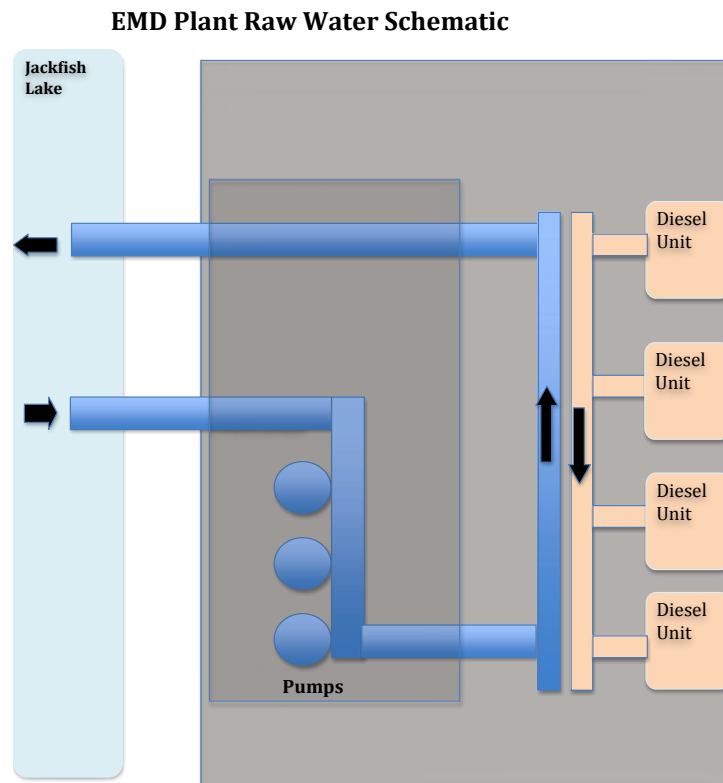 EMD Plant Raw Water Schematic
Jackfish
Lake
Diesel
Unit
Diesel
Unit
Diesel
Unit
Diesel
Unit
Pumps